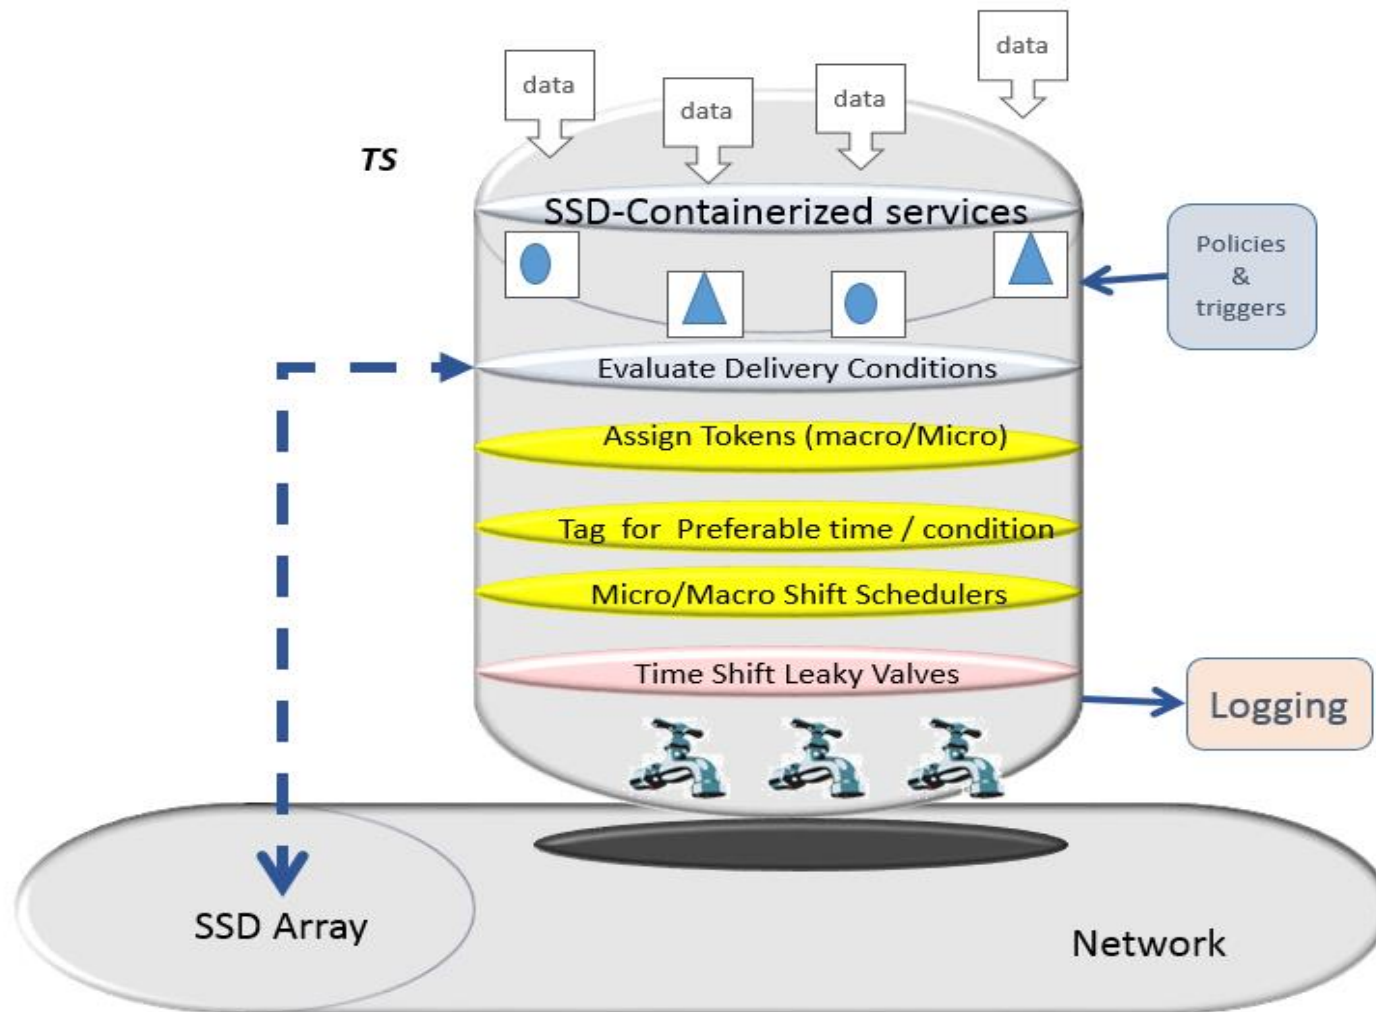 data
data
data
data
TS
SSD-Containerized services
Policies
&
triggers
Evaluate Delivery Conditions
Assign Tokens (macro/Micro)
Tag for Preferable time / condition
Micro/Macro Shift Schedulers
Time Shift Leaky Valves
Logging
SSD Array
Network